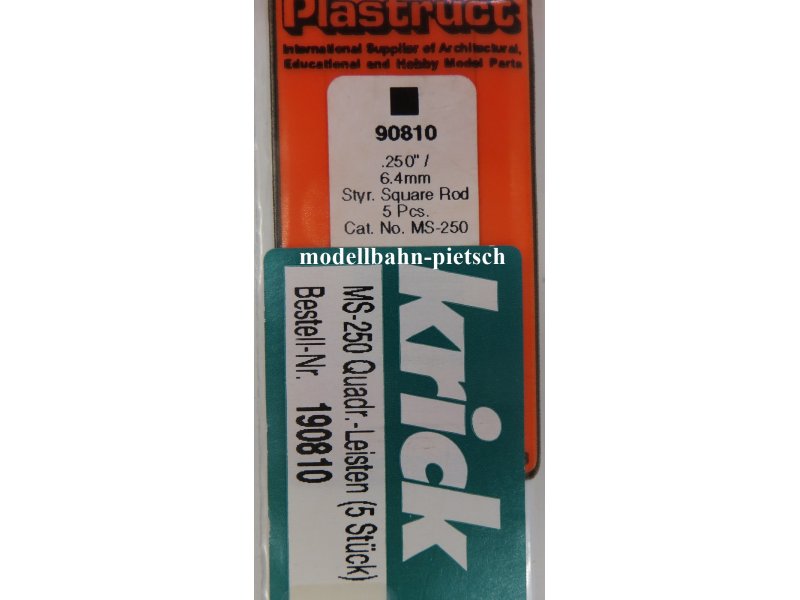 Plastruct
International Supplier of Architectural,
Educational and Hobby Model Parts
90810
.250" /
6.4mm
Styr. Square Rod
5 Pcs.
Cat. No. MS-250
modellbahn-pietsch
krick
MS-250 Quadr.-Leisten (5 Stück)
Bestell-Nr. 190810